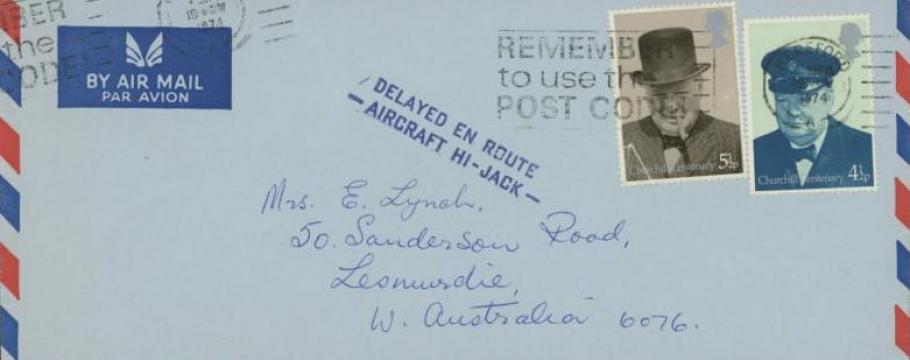 BER
the
CODE!
1974
BY AIR MAIL
PAR AVION
DELAYED EN ROUTE
AIRCRAFT HI-JACK
REMEMBER
to use the
POST CODE!
1974
Churchill Centenary 5½p
Churchill Centenary 4½p
Mrs. E. Lynch.
50. Sanderson Road,
Lesmurdie,
W. Australia 6076.